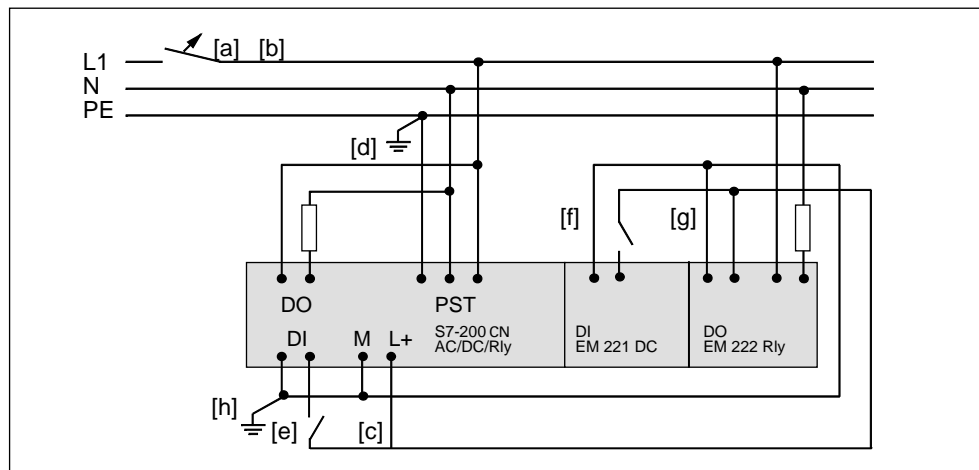 [a] [b]
L1
N
PE
[d]
[f] [g]
DO PST
S7-200 CN
AC/DC/Rly
DI
EM 221 DC
DO
EM 222 Rly
DI M L+
[h]
[e] [c]